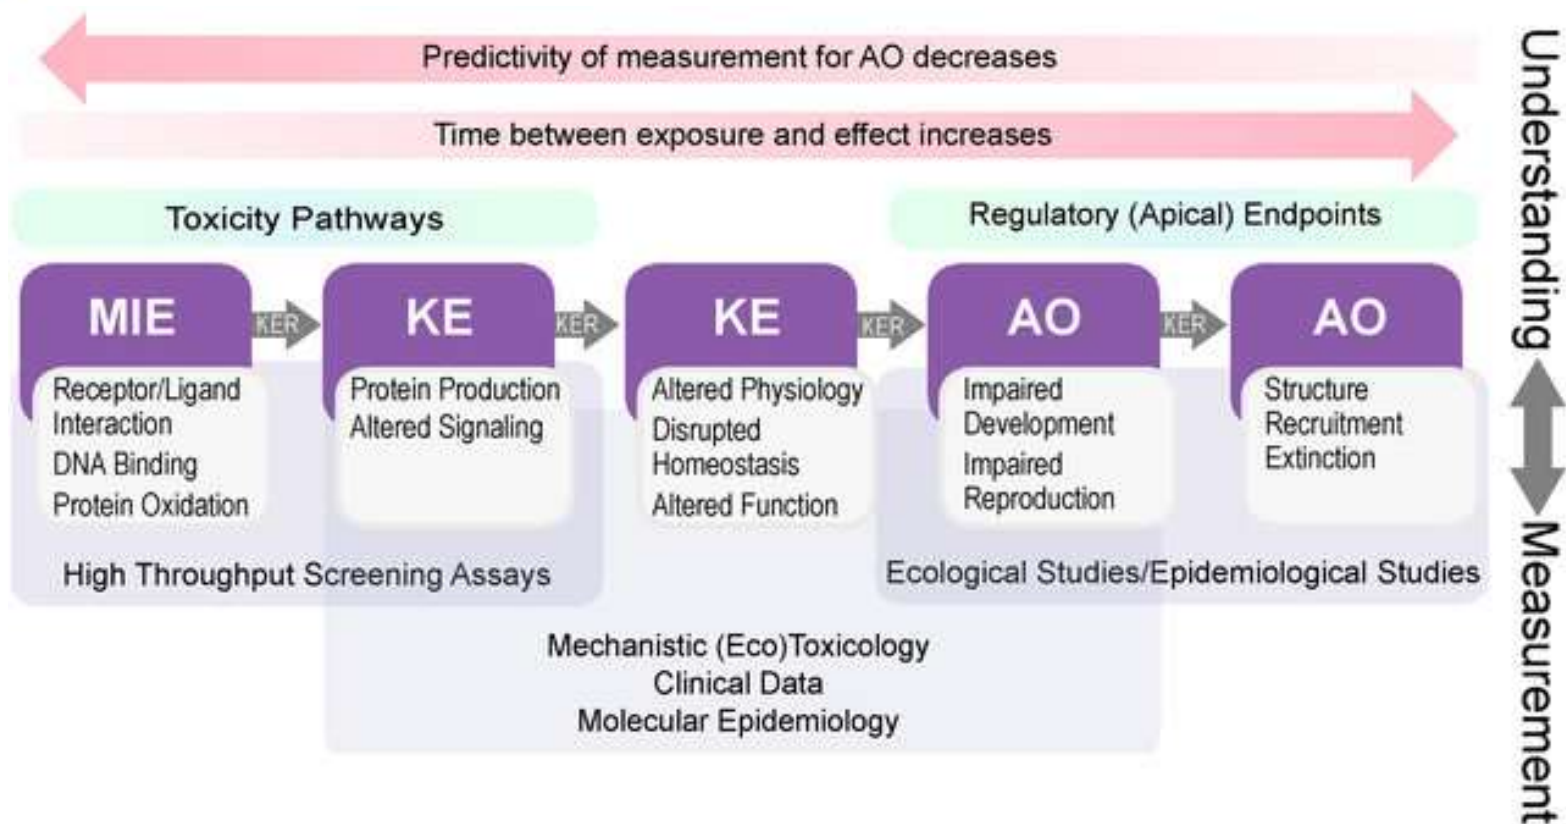 Predictivity of measurement for AO decreases
Time between exposure and effect increases
Toxicity Pathways
Regulatory (Apical) Endpoints
MIE
KER
KE
KER
KE
KER
AO
KER
AO
Receptor/Ligand
Interaction
DNA Binding
Protein Oxidation
Protein Production
Altered Signaling
Altered Physiology
Disrupted
Homeostasis
Altered Function
Impaired
Development
Impaired
Reproduction
Structure
Recruitment
Extinction
High Throughput Screening Assays
Ecological Studies/Epidemiological Studies
Mechanistic (Eco)Toxicology
Clinical Data
Molecular Epidemiology
Understanding
Measurement